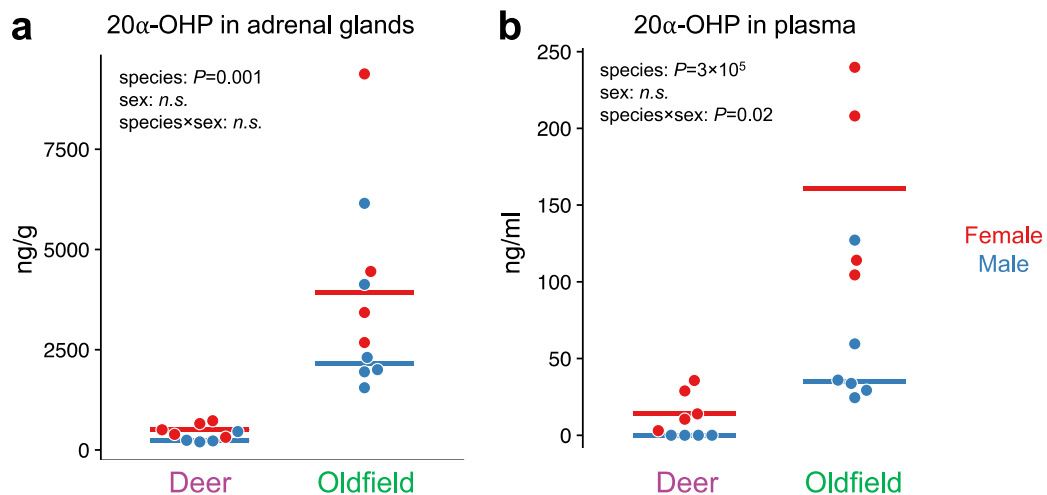 a
20α-OHP in adrenal glands
species: P=0.001
sex: n.s.
species×sex: n.s.
ng/g
7500
5000
2500
0
Deer
Oldfield
b
20α-OHP in plasma
species: P=3×10⁵
sex: n.s.
species×sex: P=0.02
ng/ml
250
200
150
100
50
0
Deer
Oldfield
Female
Male